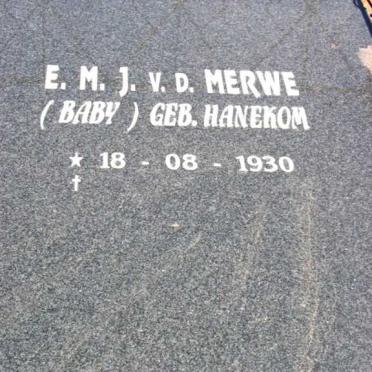 E. M. J. V. D. MERWE
( BABY ) GEB. HANEKOM
★ 18 - 08 - 1930
✝